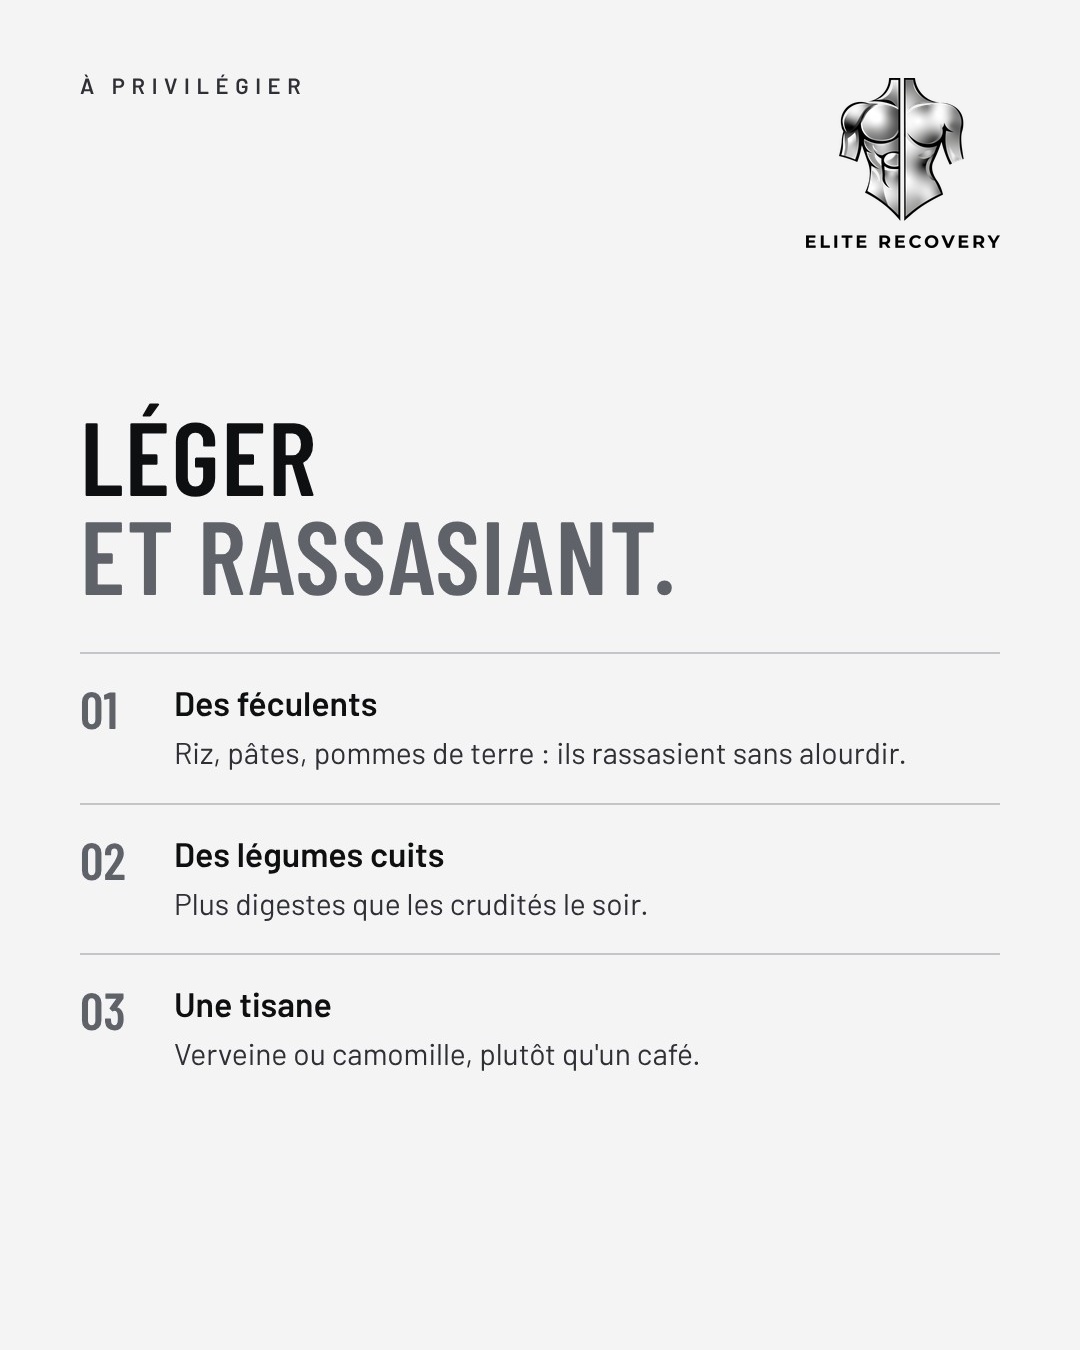 À PRIVILÉGIER
ELITE RECOVERY
LÉGER
ET RASSASIANT.
01
Des féculents
Riz, pâtes, pommes de terre : ils rassasient sans alourdir.
02
Des légumes cuits
Plus digestes que les crudités le soir.
03
Une tisane
Verveine ou camomille, plutôt qu'un café.